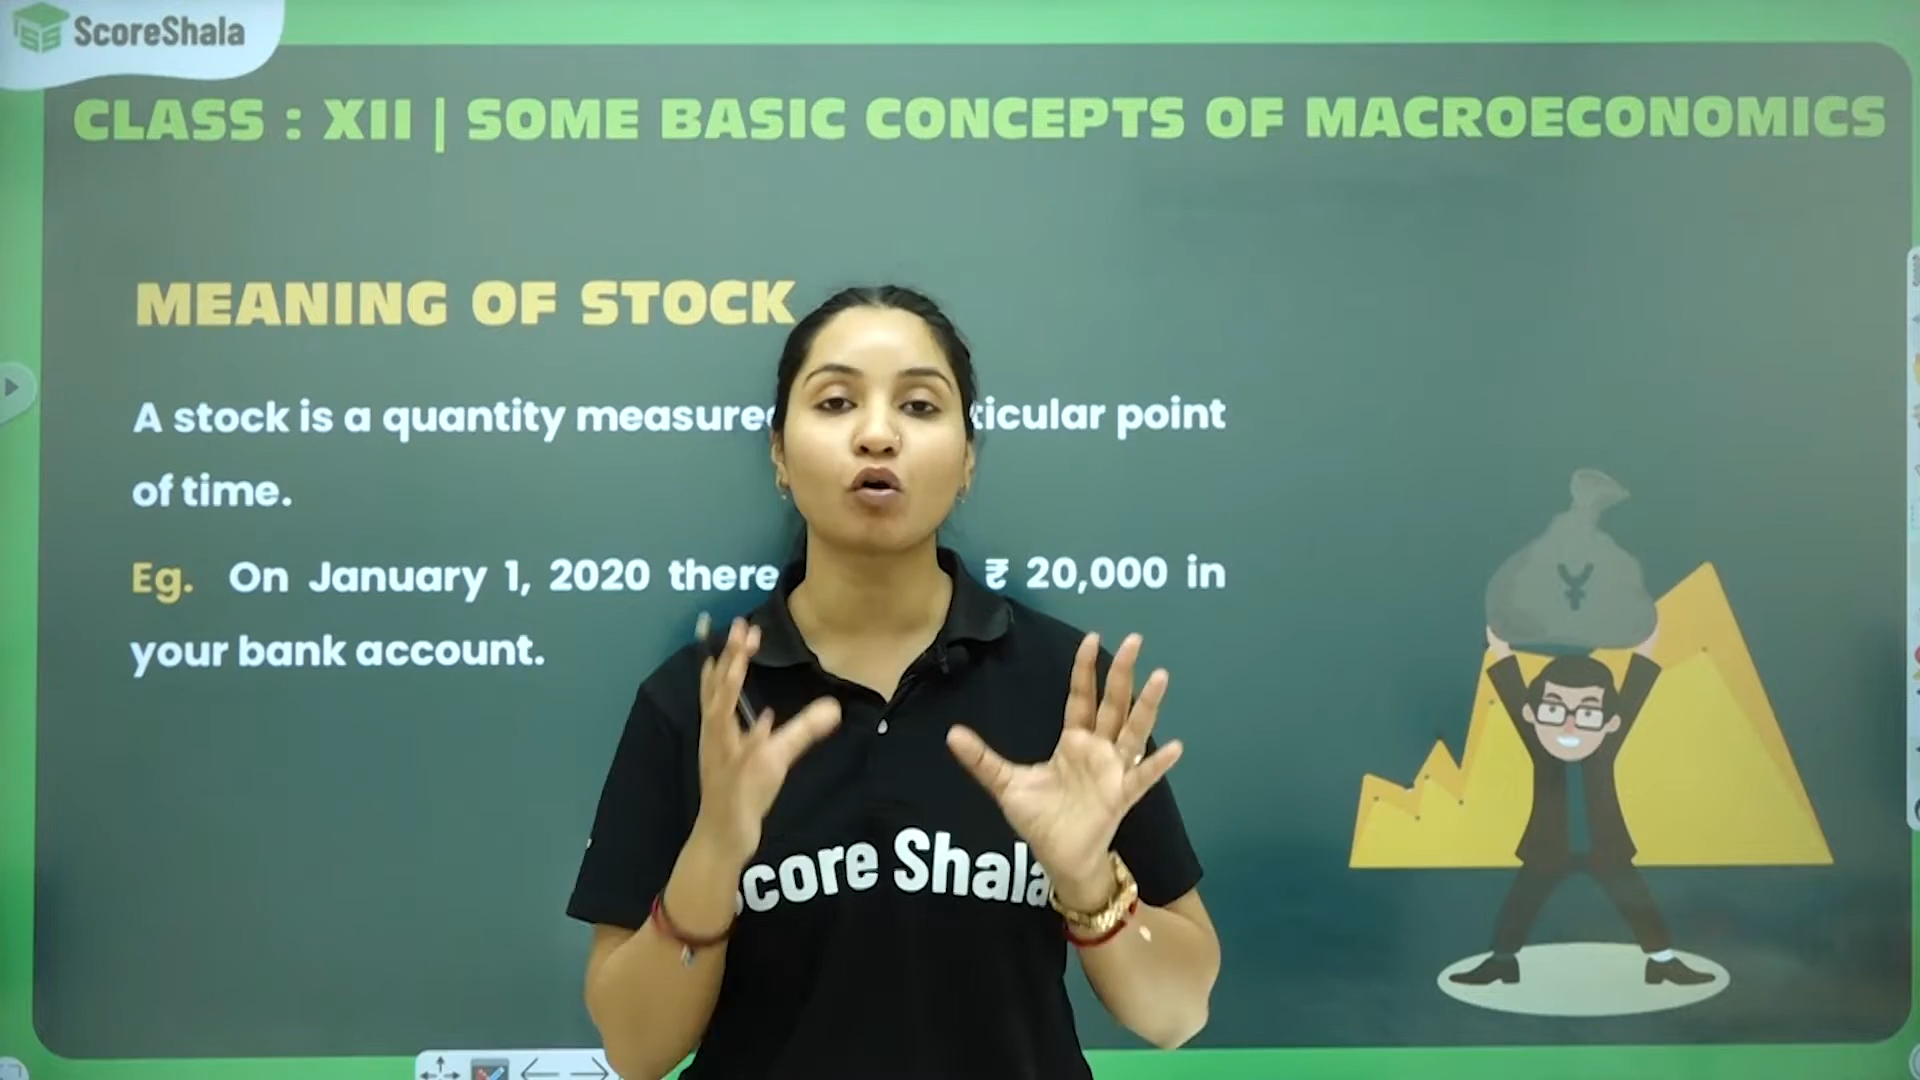 ScoreShala
CLASS : XII | SOME BASIC CONCEPTS OF MACROECONOMICS
MEANING OF STOCK
A stock is a quantity measured ticular point
of time.
Eg. On January 1, 2020 there ₹ 20,000 in
your bank account.
¥
Score Shala